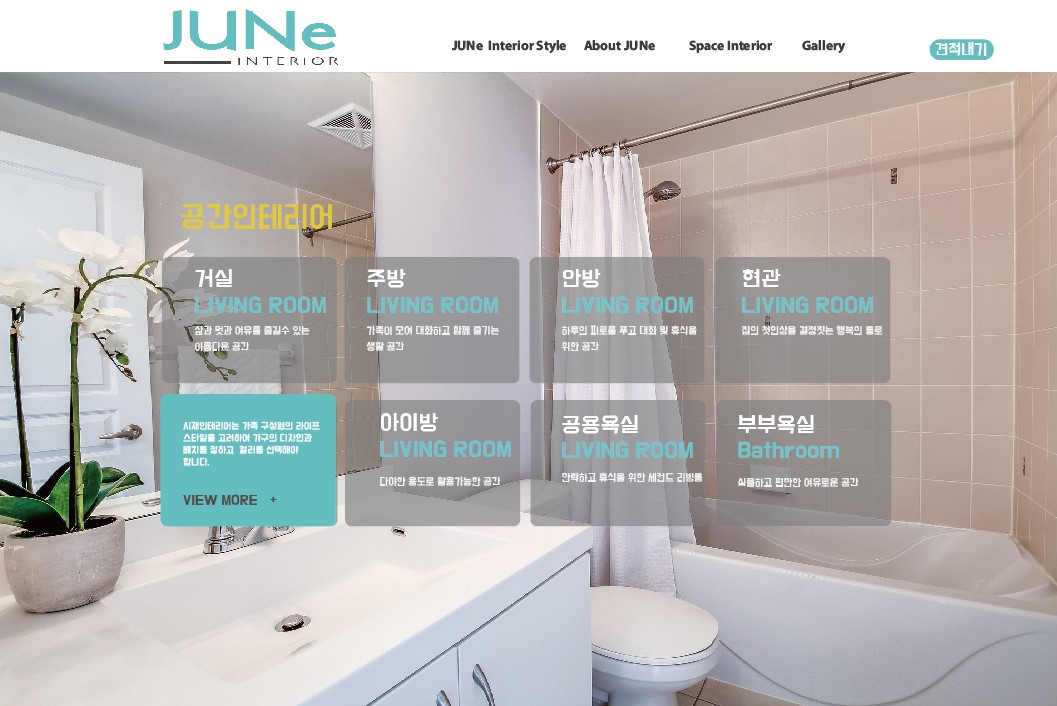 JUNe
INTERIOR
JUNe Interior Style About JUNe Space Interior Gallery 견적내기
공간인테리어
거실
LIVING ROOM
삶과 멋과 여유를 즐길수 있는
아름다운 공간
주방
LIVING ROOM
가족이 모여 대화하고 함께 즐기는
생활 공간
안방
LIVING ROOM
하루의 피로를 푸고 대화 및 휴식을
위한 공간
현관
LIVING ROOM
집의 첫인상을 결정짓는 행복의 통로
시재인테리어는 가족 구성원의 라이프
스타일을 고려하여 가구의 디자인과
배치를 정하고 컬러를 선택해야
합니다.
VIEW MORE +
아이방
LIVING ROOM
다야한 용도로 활용가능한 공간
공용욕실
LIVING ROOM
안락하고 휴식을 위한 세컨드 리빙룸
부부욕실
Bathroom
심플하고 편안한 여유로운 공간